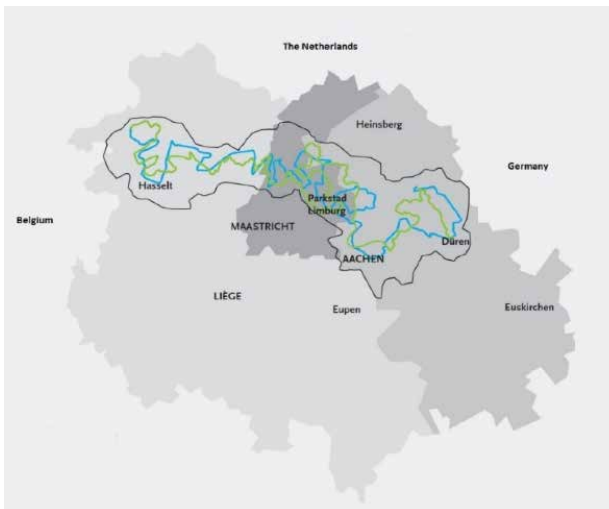 The Netherlands
Heinsberg
Germany
Hasselt
Parkstad
Limburg
Belgium
MAASTRICHT
Düren
AACHEN
LIÈGE
Eupen
Euskirchen